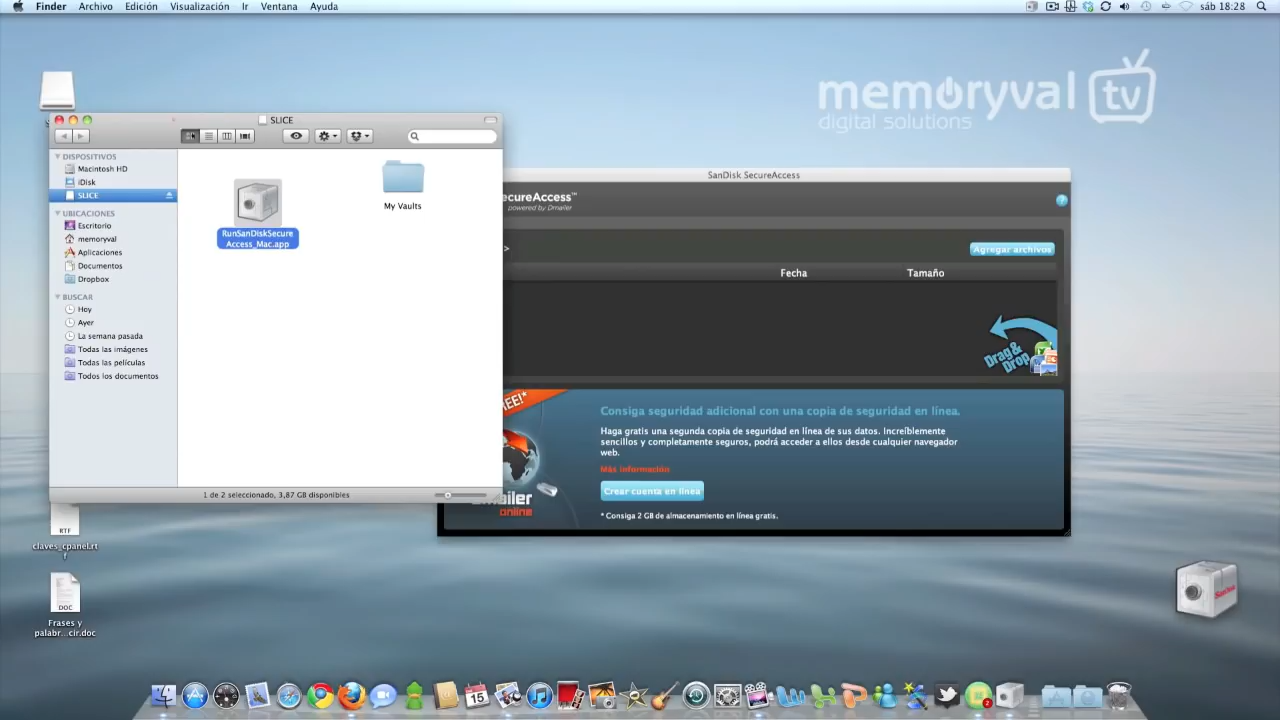 Finder Archivo Edición Visualización Ir Ventana Ayuda
sáb 18:28
memoryval tv
digital solutions
SLICE
DISPOSITIVOS
Macintosh HD
iDisk
SLICE
UBICACIONES
Escritorio
memoryval
Aplicaciones
Documentos
Dropbox
BUSCAR
Hoy
Ayer
La semana pasada
Todas las imágenes
Todas las películas
Todos los documentos
RunSanDiskSecure
Access_Mac.app
My Vaults
1 de 2 seleccionado, 3,87 GB disponibles
SanDisk SecureAccess
ecureAccess™
powered by Dmailer
>
Agregar archivos
Fecha Tamaño
Drag &
Drop
EE!*
Consiga seguridad adicional con una copia de seguridad en línea.
Haga gratis una segunda copia de seguridad en línea de sus datos. Increíblemente
sencillos y completamente seguros, podrá acceder a ellos desde cualquier navegador
web.
Más información
Crear cuenta en línea
* Consiga 2 GB de almacenamiento en línea gratis.
Dmailer
online
RTF
claves_cpanel.rt
f
DOC
Frases y
palabr...cir.doc
SanDisk
15
2